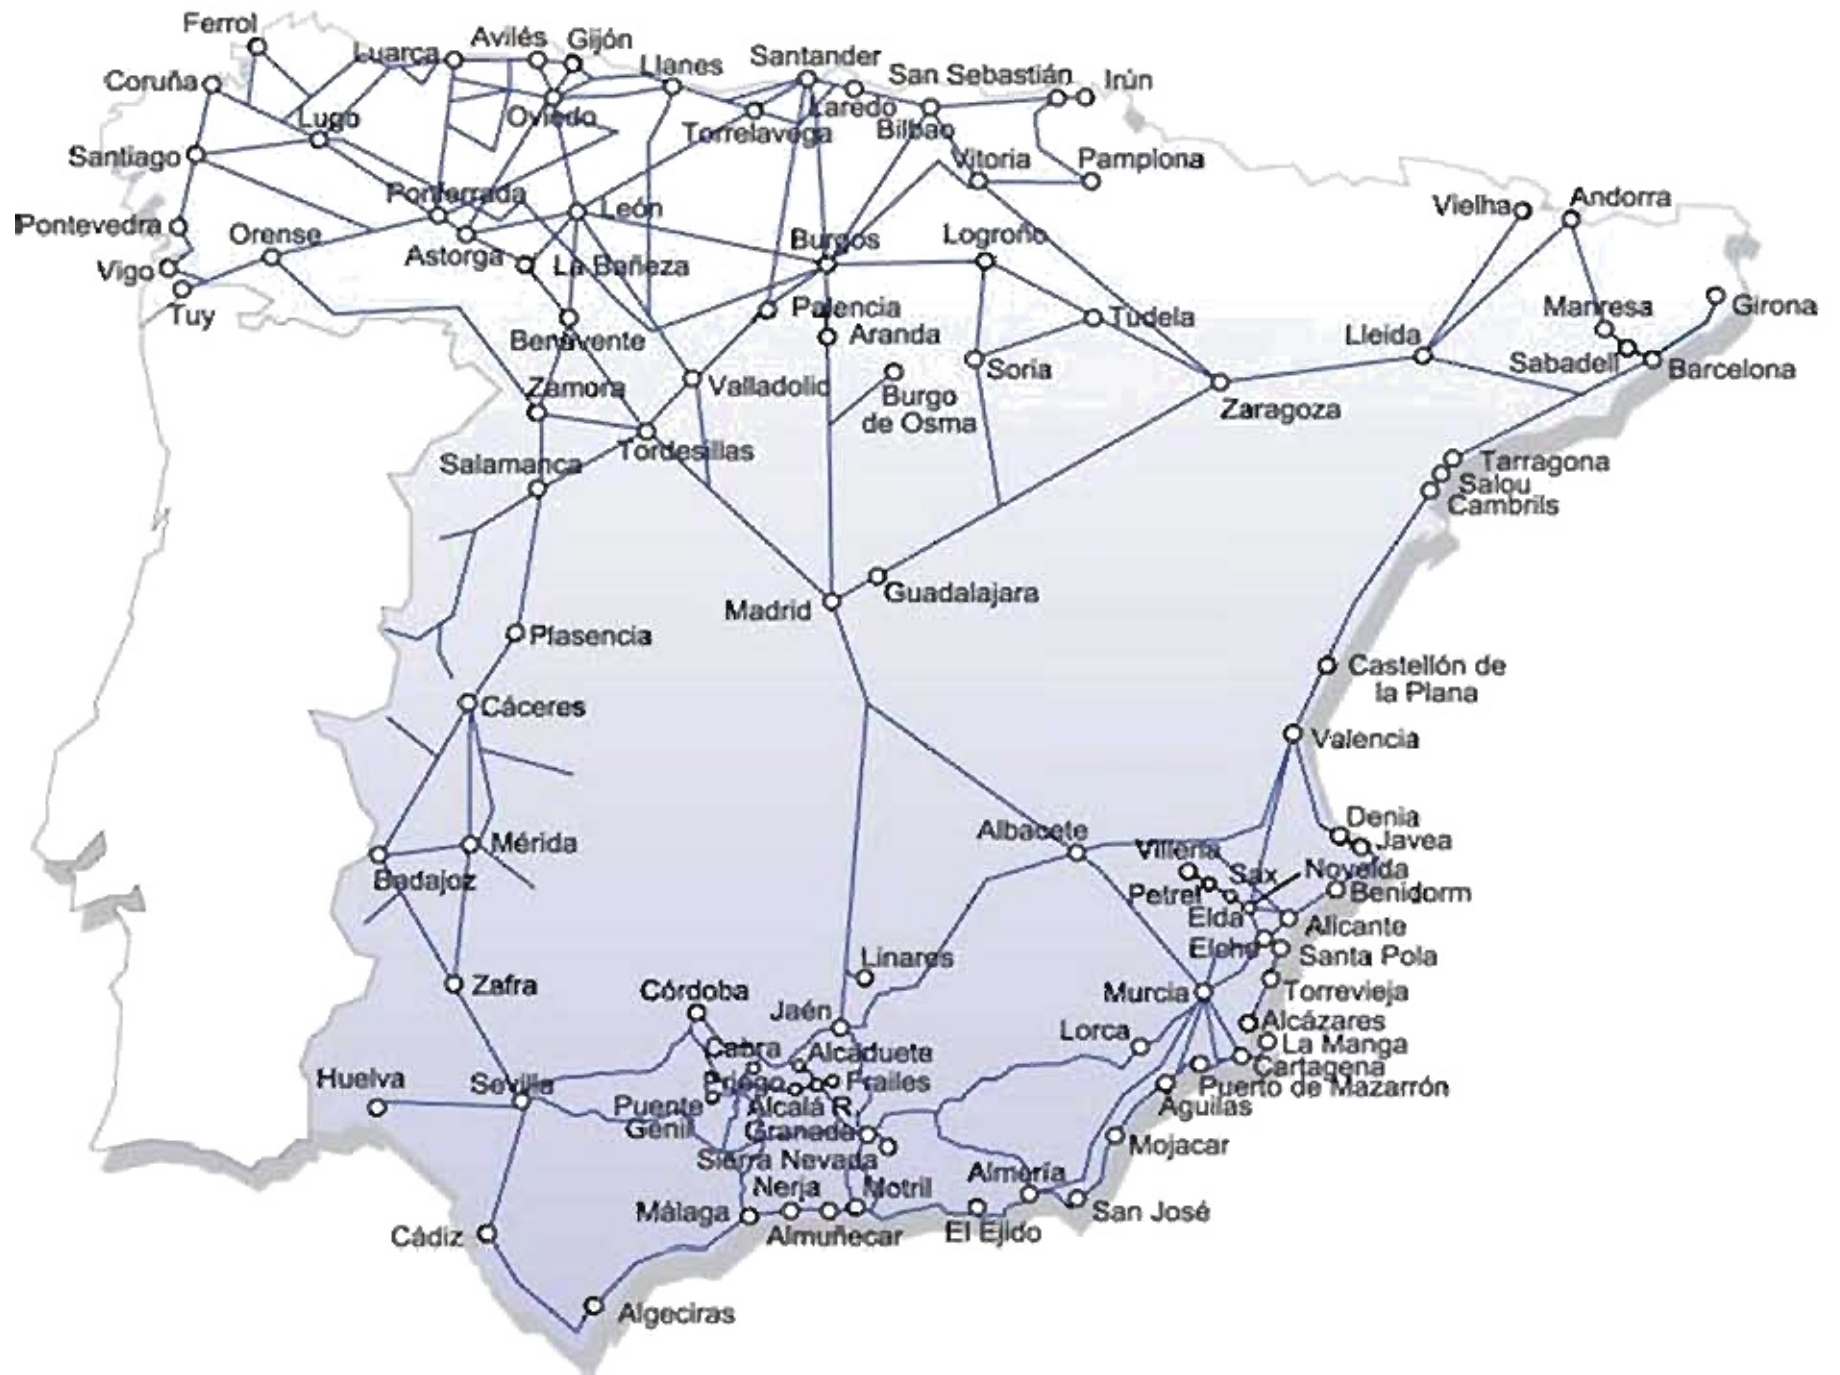 Ferrol
Luarca
Avilés
Gijón
Coruña
Llanes
Santander
San Sebastián
Irún
Lugo
Oviedo
Torrelavega
Laredo
Bilbao
Santiago
Vitoria
Pamplona
Ponferrada
León
Vielha
Andorra
Pontevedra
Orense
Astorga
La Bañeza
Burgos
Logroño
Vigo
Tuy
Palencia
Tudela
Manresa
Girona
Benavente
Aranda
Lleida
Sabadell
Barcelona
Zamora
Valladolid
Burgo
de Osma
Soria
Zaragoza
Salamanca
Tordesillas
Tarragona
Salou
Cambrils
Madrid
Guadalajara
Plasencia
Castellón de
la Plana
Cáceres
Valencia
Mérida
Albacete
Denia
Javea
Badajoz
Villena
Sax
Novelda
Petrel
Benidorm
Elda
Alicante
Elche
Santa Pola
Zafra
Linares
Murcia
Torrevieja
Córdoba
Jaén
Lorca
Alcázares
La Manga
Cabra
Alcaduete
Cartagena
Huelva
Sevilla
Priego
Frailes
Puerto de Mazarrón
Puente
Genil
Alcalá R.
Aguilas
Granada
Mojacar
Sierra Nevada
Almería
Nerja
Motril
Málaga
San José
Cádiz
Almuñecar
El Ejido
Algeciras